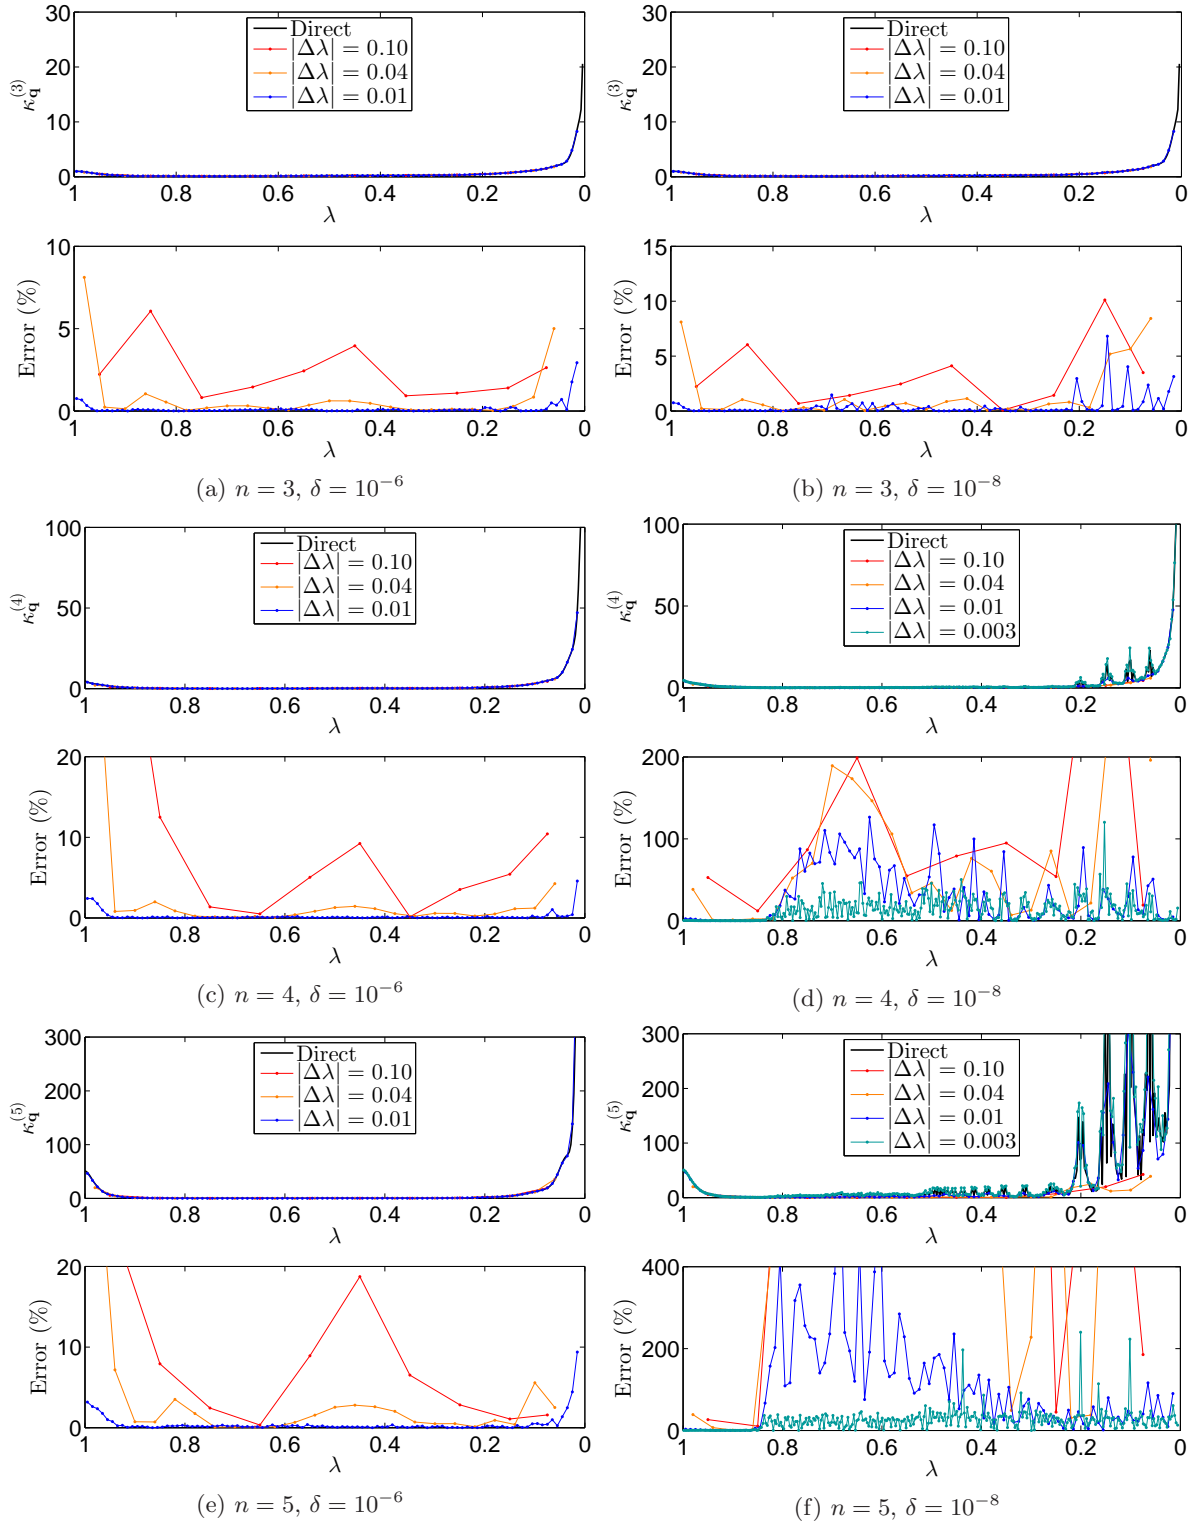 30
20
10
0
κ_q^(3)
Direct
|Δλ| = 0.10
|Δλ| = 0.04
|Δλ| = 0.01
1 0.8 0.6 0.4 0.2 0
λ
10
5
0
Error (%)
1 0.8 0.6 0.4 0.2 0
λ
(a) n = 3, δ = 10^−6
30
20
10
0
κ_q^(3)
Direct
|Δλ| = 0.10
|Δλ| = 0.04
|Δλ| = 0.01
1 0.8 0.6 0.4 0.2 0
λ
15
10
5
0
Error (%)
1 0.8 0.6 0.4 0.2 0
λ
(b) n = 3, δ = 10^−8
100
50
0
κ_q^(4)
Direct
|Δλ| = 0.10
|Δλ| = 0.04
|Δλ| = 0.01
1 0.8 0.6 0.4 0.2 0
λ
20
10
0
Error (%)
1 0.8 0.6 0.4 0.2 0
λ
(c) n = 4, δ = 10^−6
100
50
0
κ_q^(4)
Direct
|Δλ| = 0.10
|Δλ| = 0.04
|Δλ| = 0.01
|Δλ| = 0.003
1 0.8 0.6 0.4 0.2 0
λ
200
100
0
Error (%)
1 0.8 0.6 0.4 0.2 0
λ
(d) n = 4, δ = 10^−8
300
200
100
0
κ_q^(5)
Direct
|Δλ| = 0.10
|Δλ| = 0.04
|Δλ| = 0.01
1 0.8 0.6 0.4 0.2 0
λ
20
10
0
Error (%)
1 0.8 0.6 0.4 0.2 0
λ
(e) n = 5, δ = 10^−6
300
200
100
0
κ_q^(5)
Direct
|Δλ| = 0.10
|Δλ| = 0.04
|Δλ| = 0.01
|Δλ| = 0.003
1 0.8 0.6 0.4 0.2 0
λ
400
200
0
Error (%)
1 0.8 0.6 0.4 0.2 0
λ
(f) n = 5, δ = 10^−8